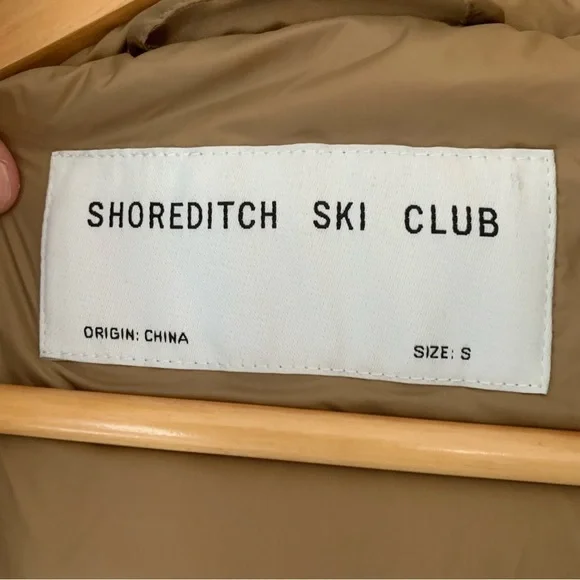 SHOREDITCH SKI CLUB
ORIGIN: CHINA
SIZE: S